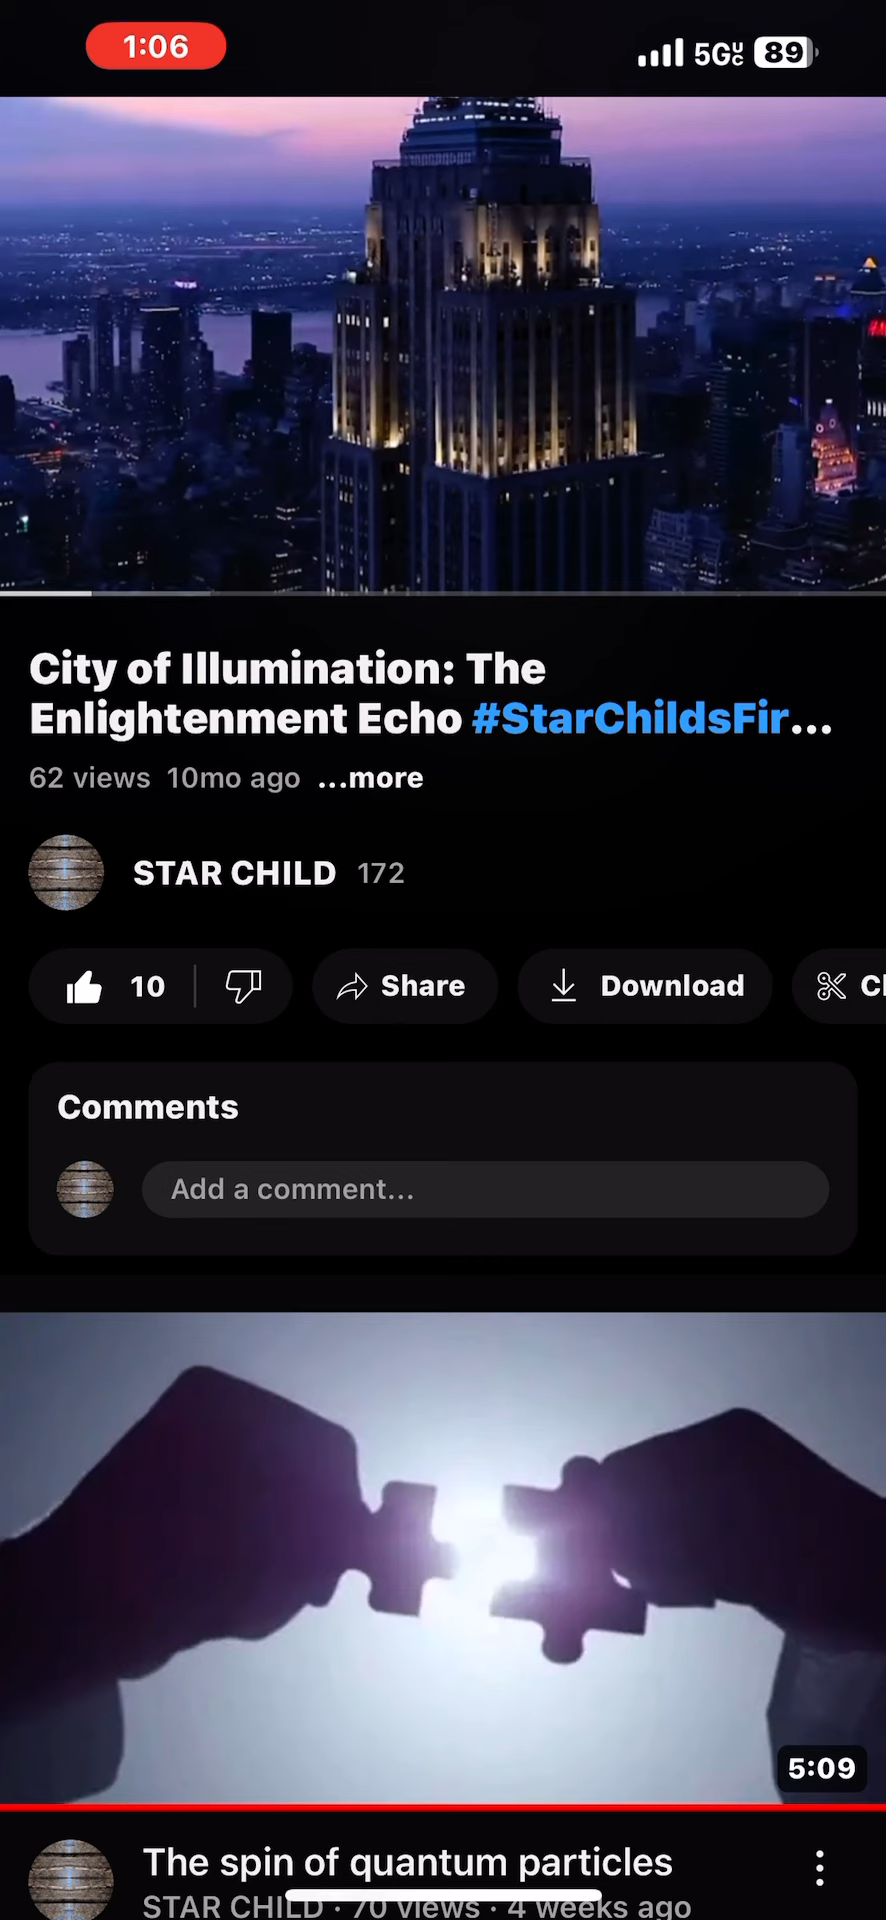 1:06
5GUC 89
City of Illumination: The
Enlightenment Echo #StarChildsFir...
62 views 10mo ago ...more
STAR CHILD 172
10 Share Download Cl
Comments
Add a comment...
5:09
The spin of quantum particles
STAR CHILD · 70 views · 4 weeks ago